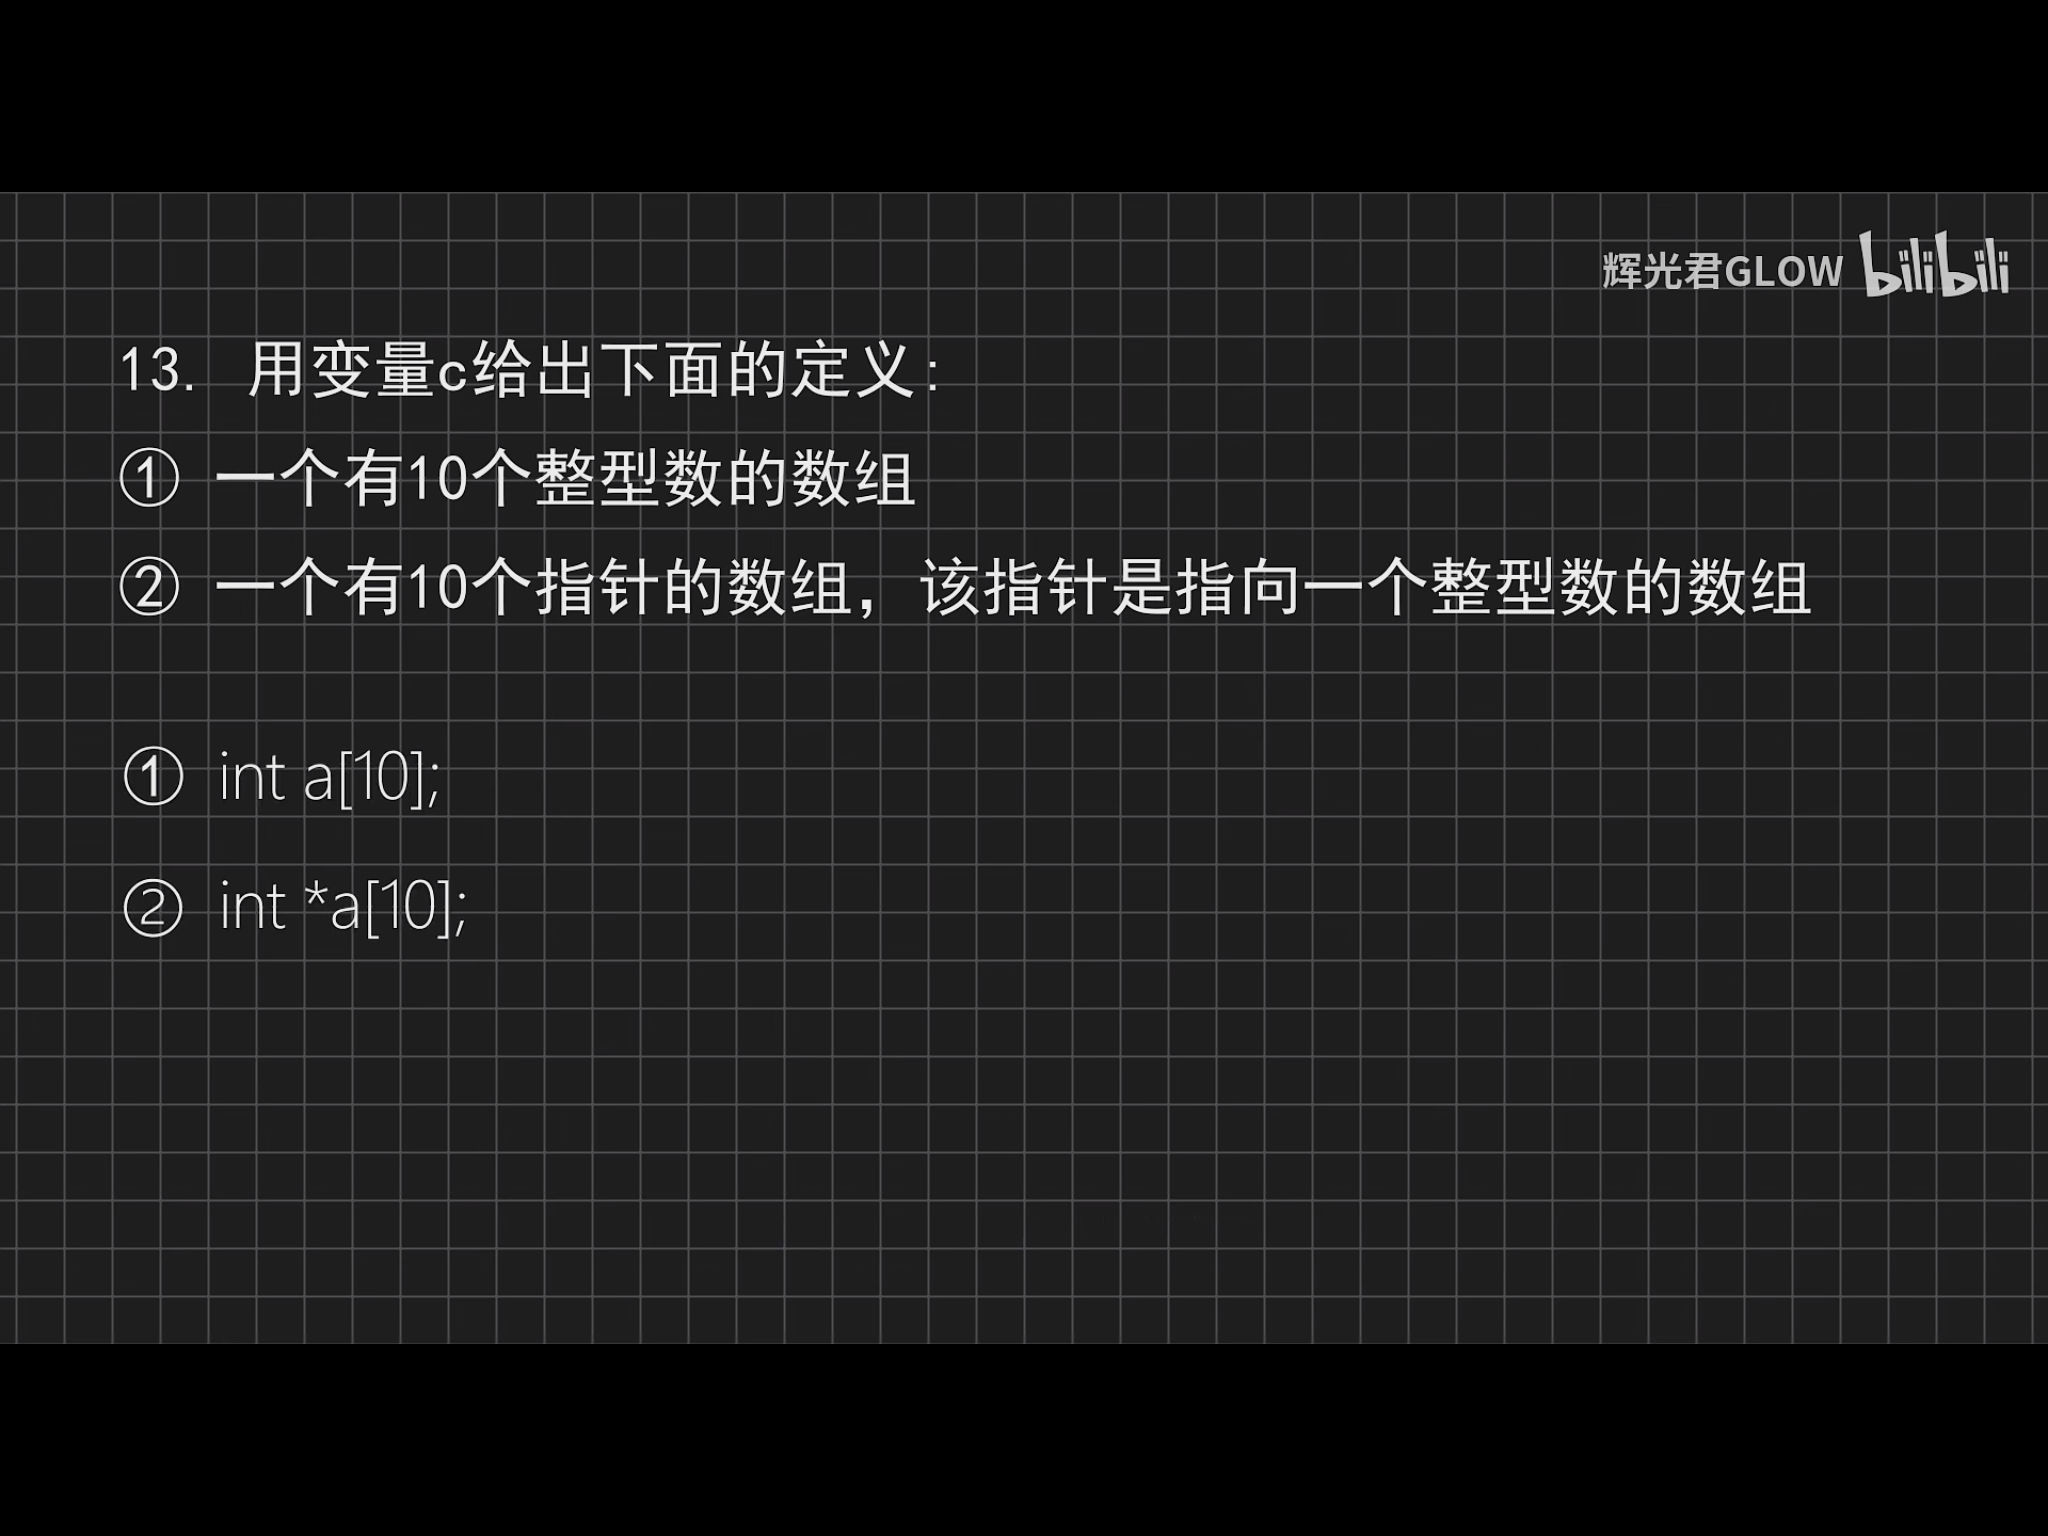 辉光君GLOW bilibili
13. 用变量c给出下面的定义:
① 一个有10个整型数的数组
② 一个有10个指针的数组，该指针是指向一个整型数的数组
① int a[10];
② int *a[10];